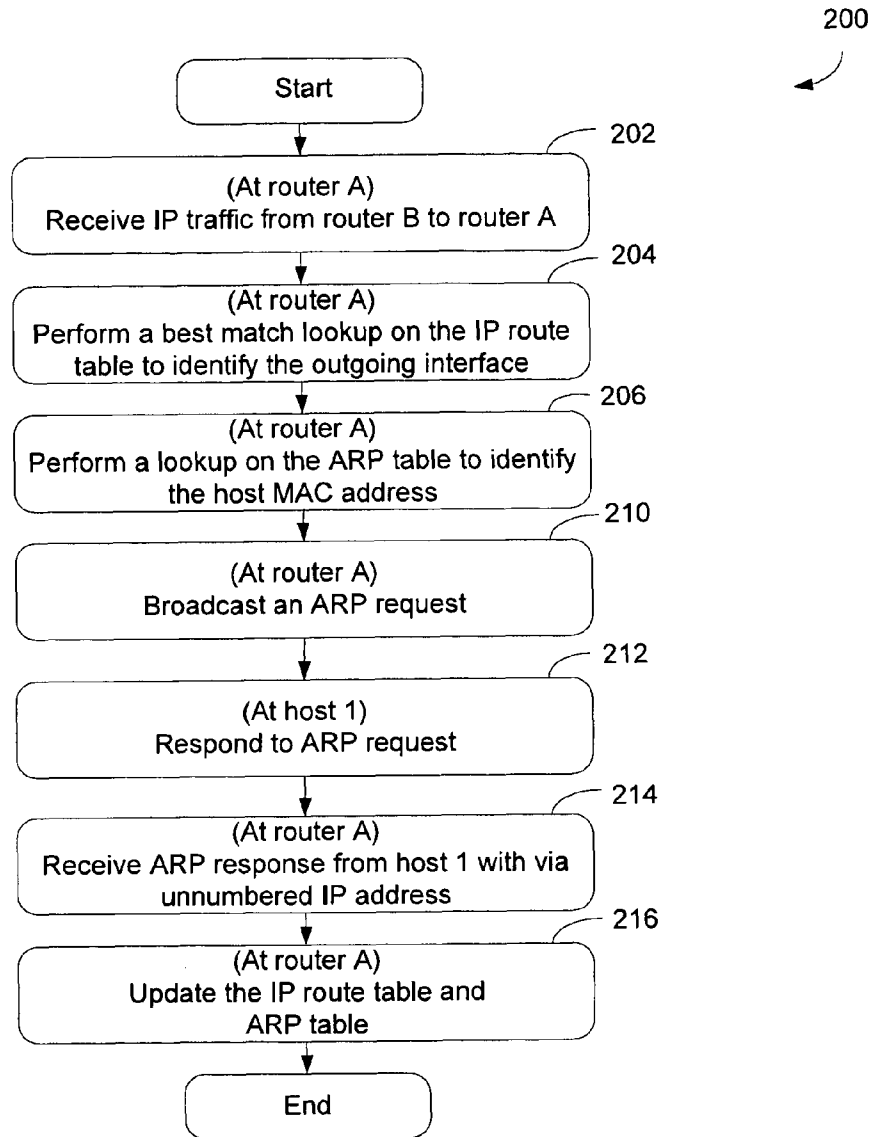 200
Start
202
(At router A)
Receive IP traffic from router B to router A
204
(At router A)
Perform a best match lookup on the IP route
table to identify the outgoing interface
206
(At router A)
Perform a lookup on the ARP table to identify
the host MAC address
210
(At router A)
Broadcast an ARP request
212
(At host 1)
Respond to ARP request
214
(At router A)
Receive ARP response from host 1 with via
unnumbered IP address
216
(At router A)
Update the IP route table and
ARP table
End